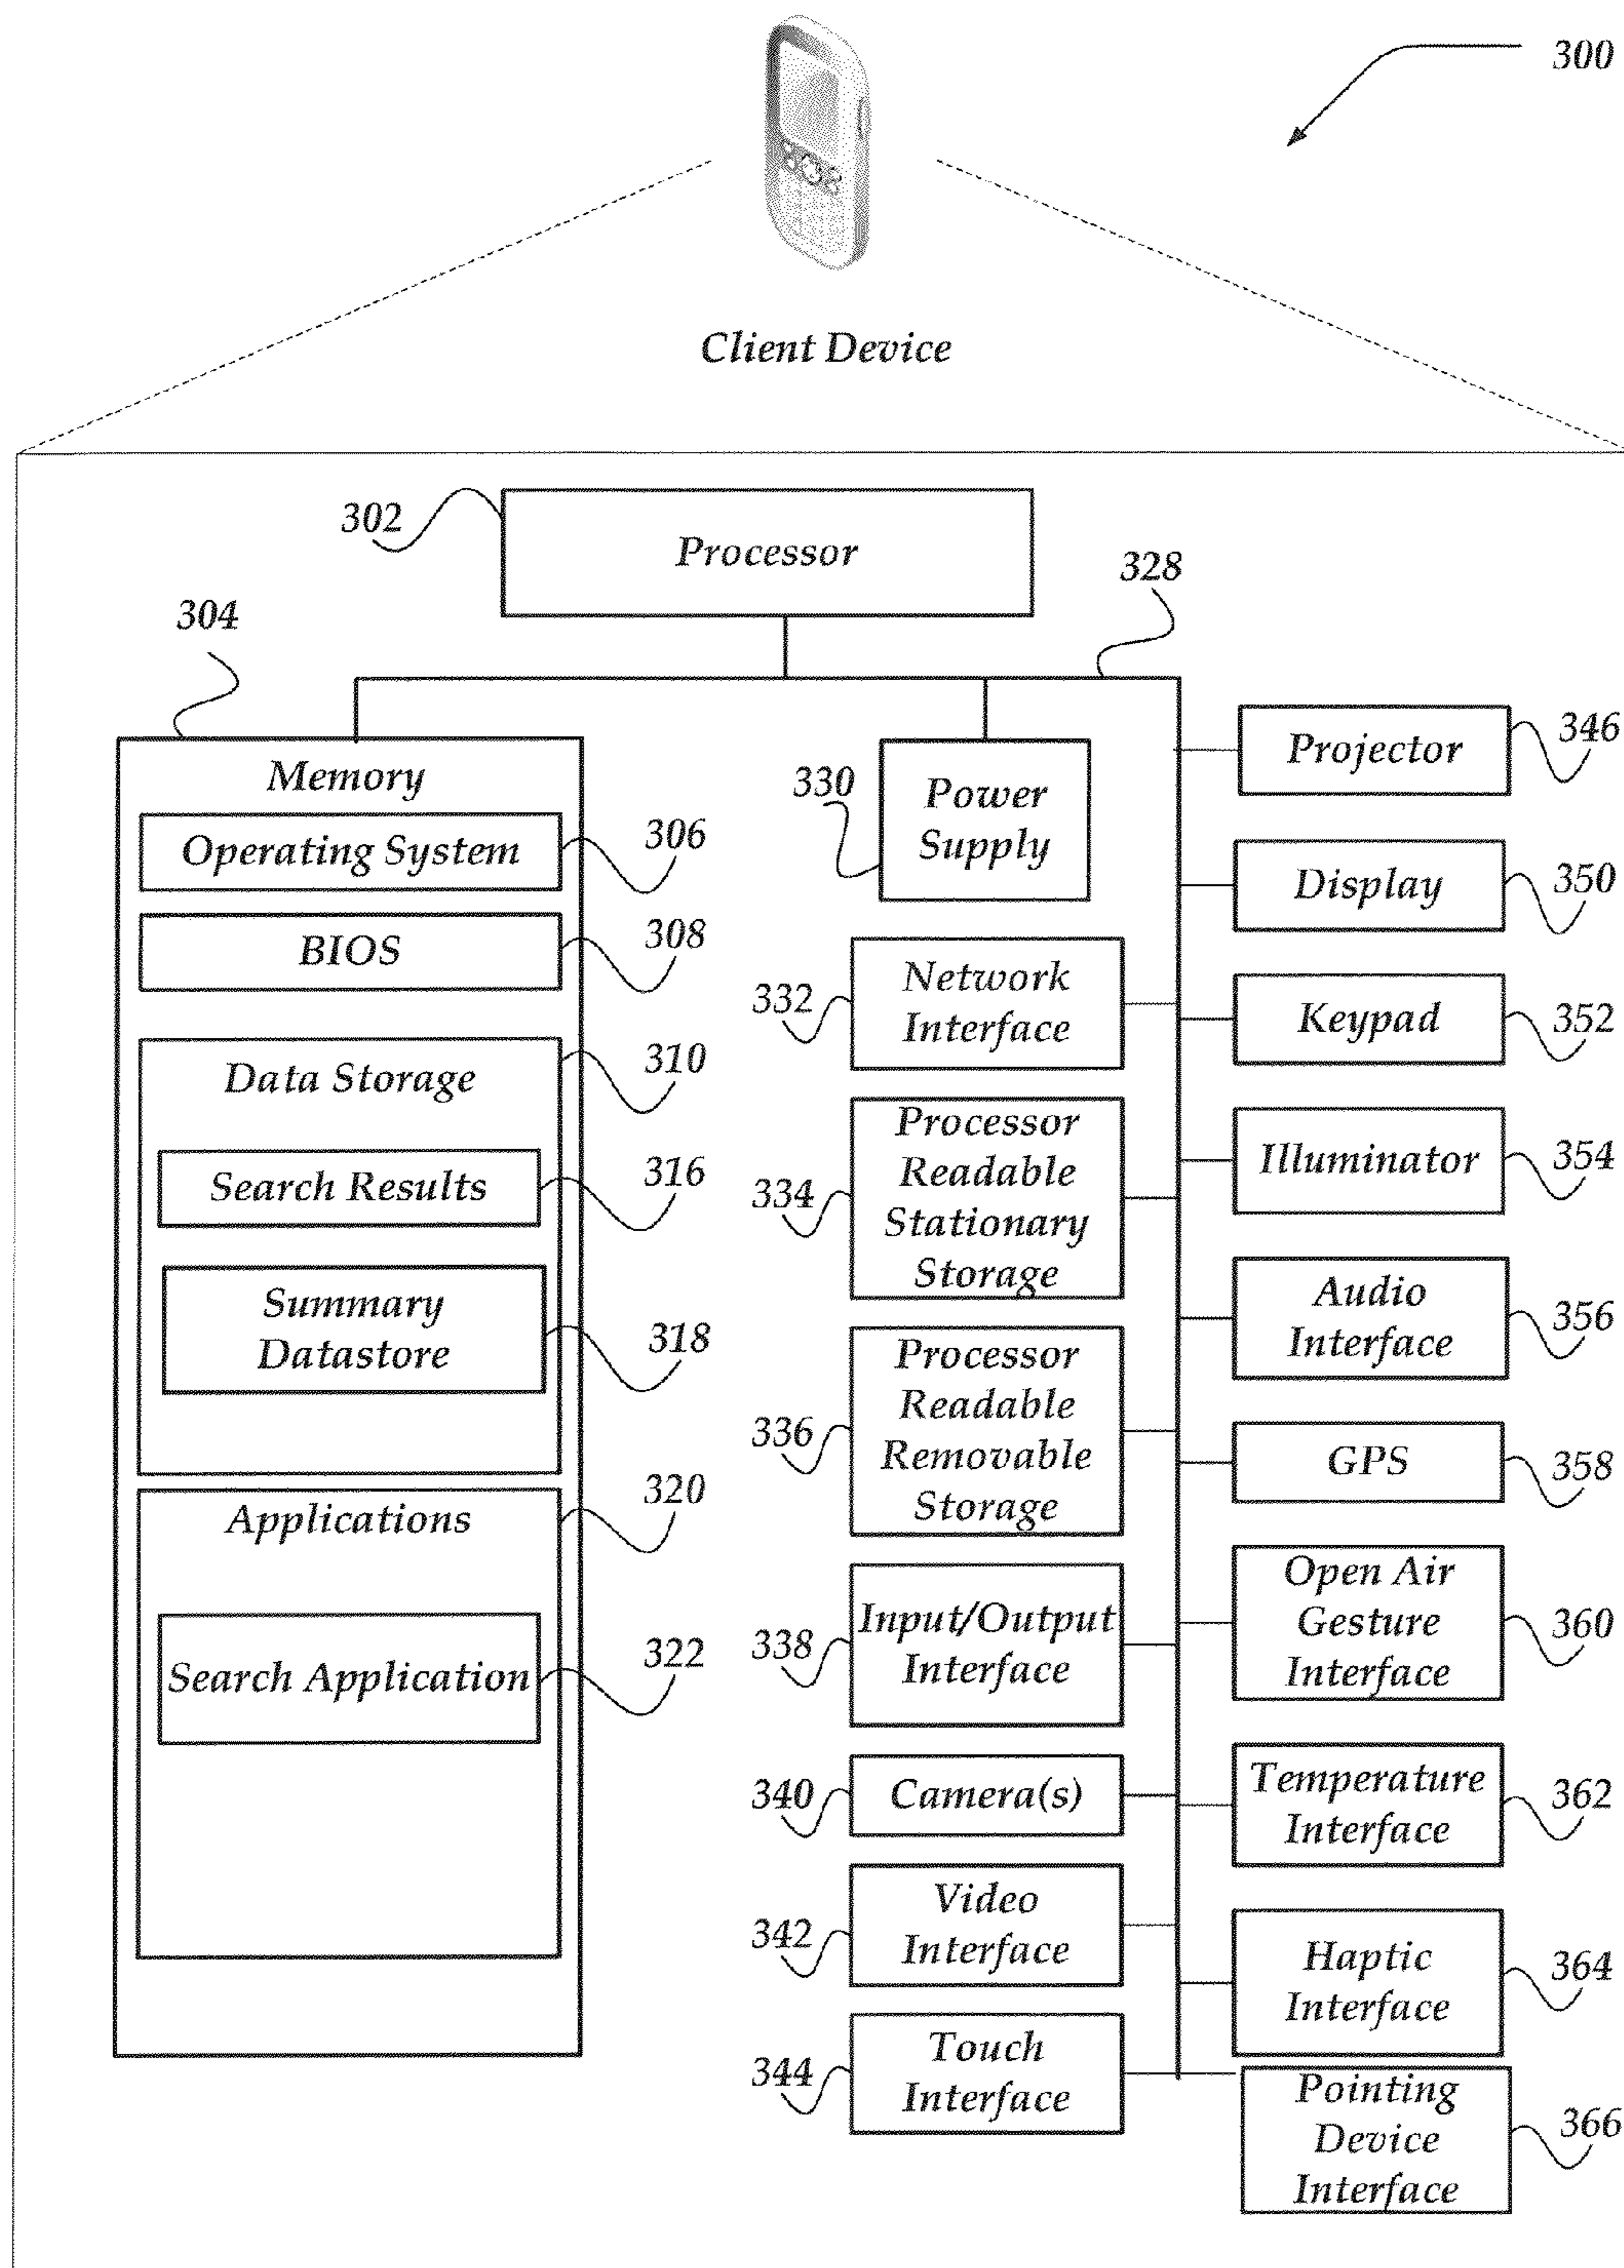 300
Client Device
302
Processor
328
304
Memory
Operating System
306
BIOS
308
Data Storage
310
Search Results
316
Summary
Datastore
318
Applications
320
Search Application
322
330
Power
Supply
332
Network
Interface
334
Processor
Readable
Stationary
Storage
336
Processor
Readable
Removable
Storage
338
Input/Output
Interface
340
Camera(s)
342
Video
Interface
344
Touch
Interface
Projector
346
Display
350
Keypad
352
Illuminator
354
Audio
Interface
356
GPS
358
Open Air
Gesture
Interface
360
Temperature
Interface
362
Haptic
Interface
364
Pointing
Device
Interface
366